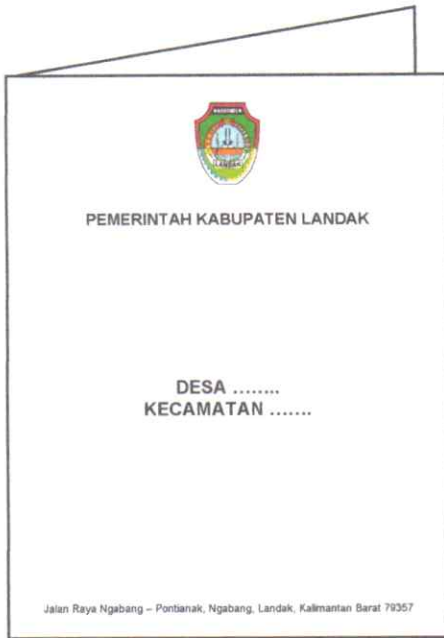 PEMERINTAH KABUPATEN LANDAK
DESA ........
KECAMATAN .......
Jalan Raya Ngabang – Pontianak, Ngabang, Landak, Kalimantan Barat 79357